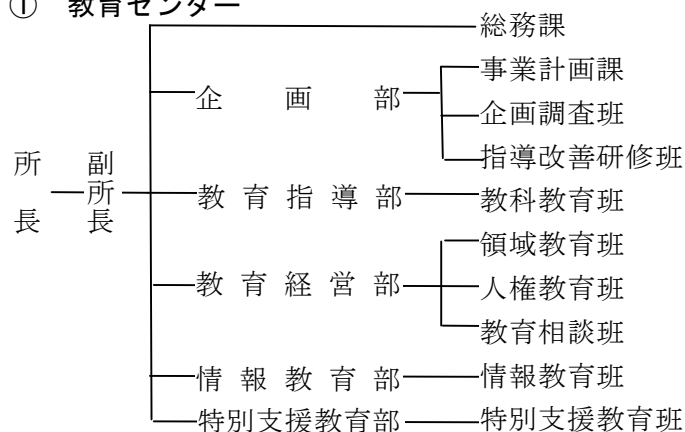 ① 教育センター
総務課
企画部
事業計画課
企画調査班
指導改善研修班
所長
副所長
教育指導部
教科教育班
教育経営部
領域教育班
人権教育班
教育相談班
情報教育部
情報教育班
特別支援教育部
特別支援教育班